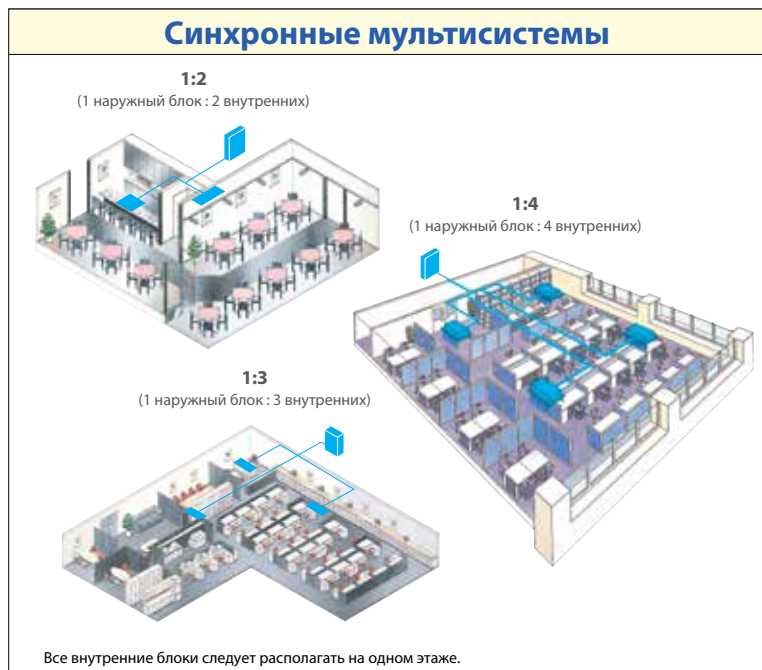 Синхронные мультисистемы
1:2
(1 наружный блок : 2 внутренних)
1:4
(1 наружный блок : 4 внутренних)
1:3
(1 наружный блок : 3 внутренних)
Все внутренние блоки следует располагать на одном этаже.